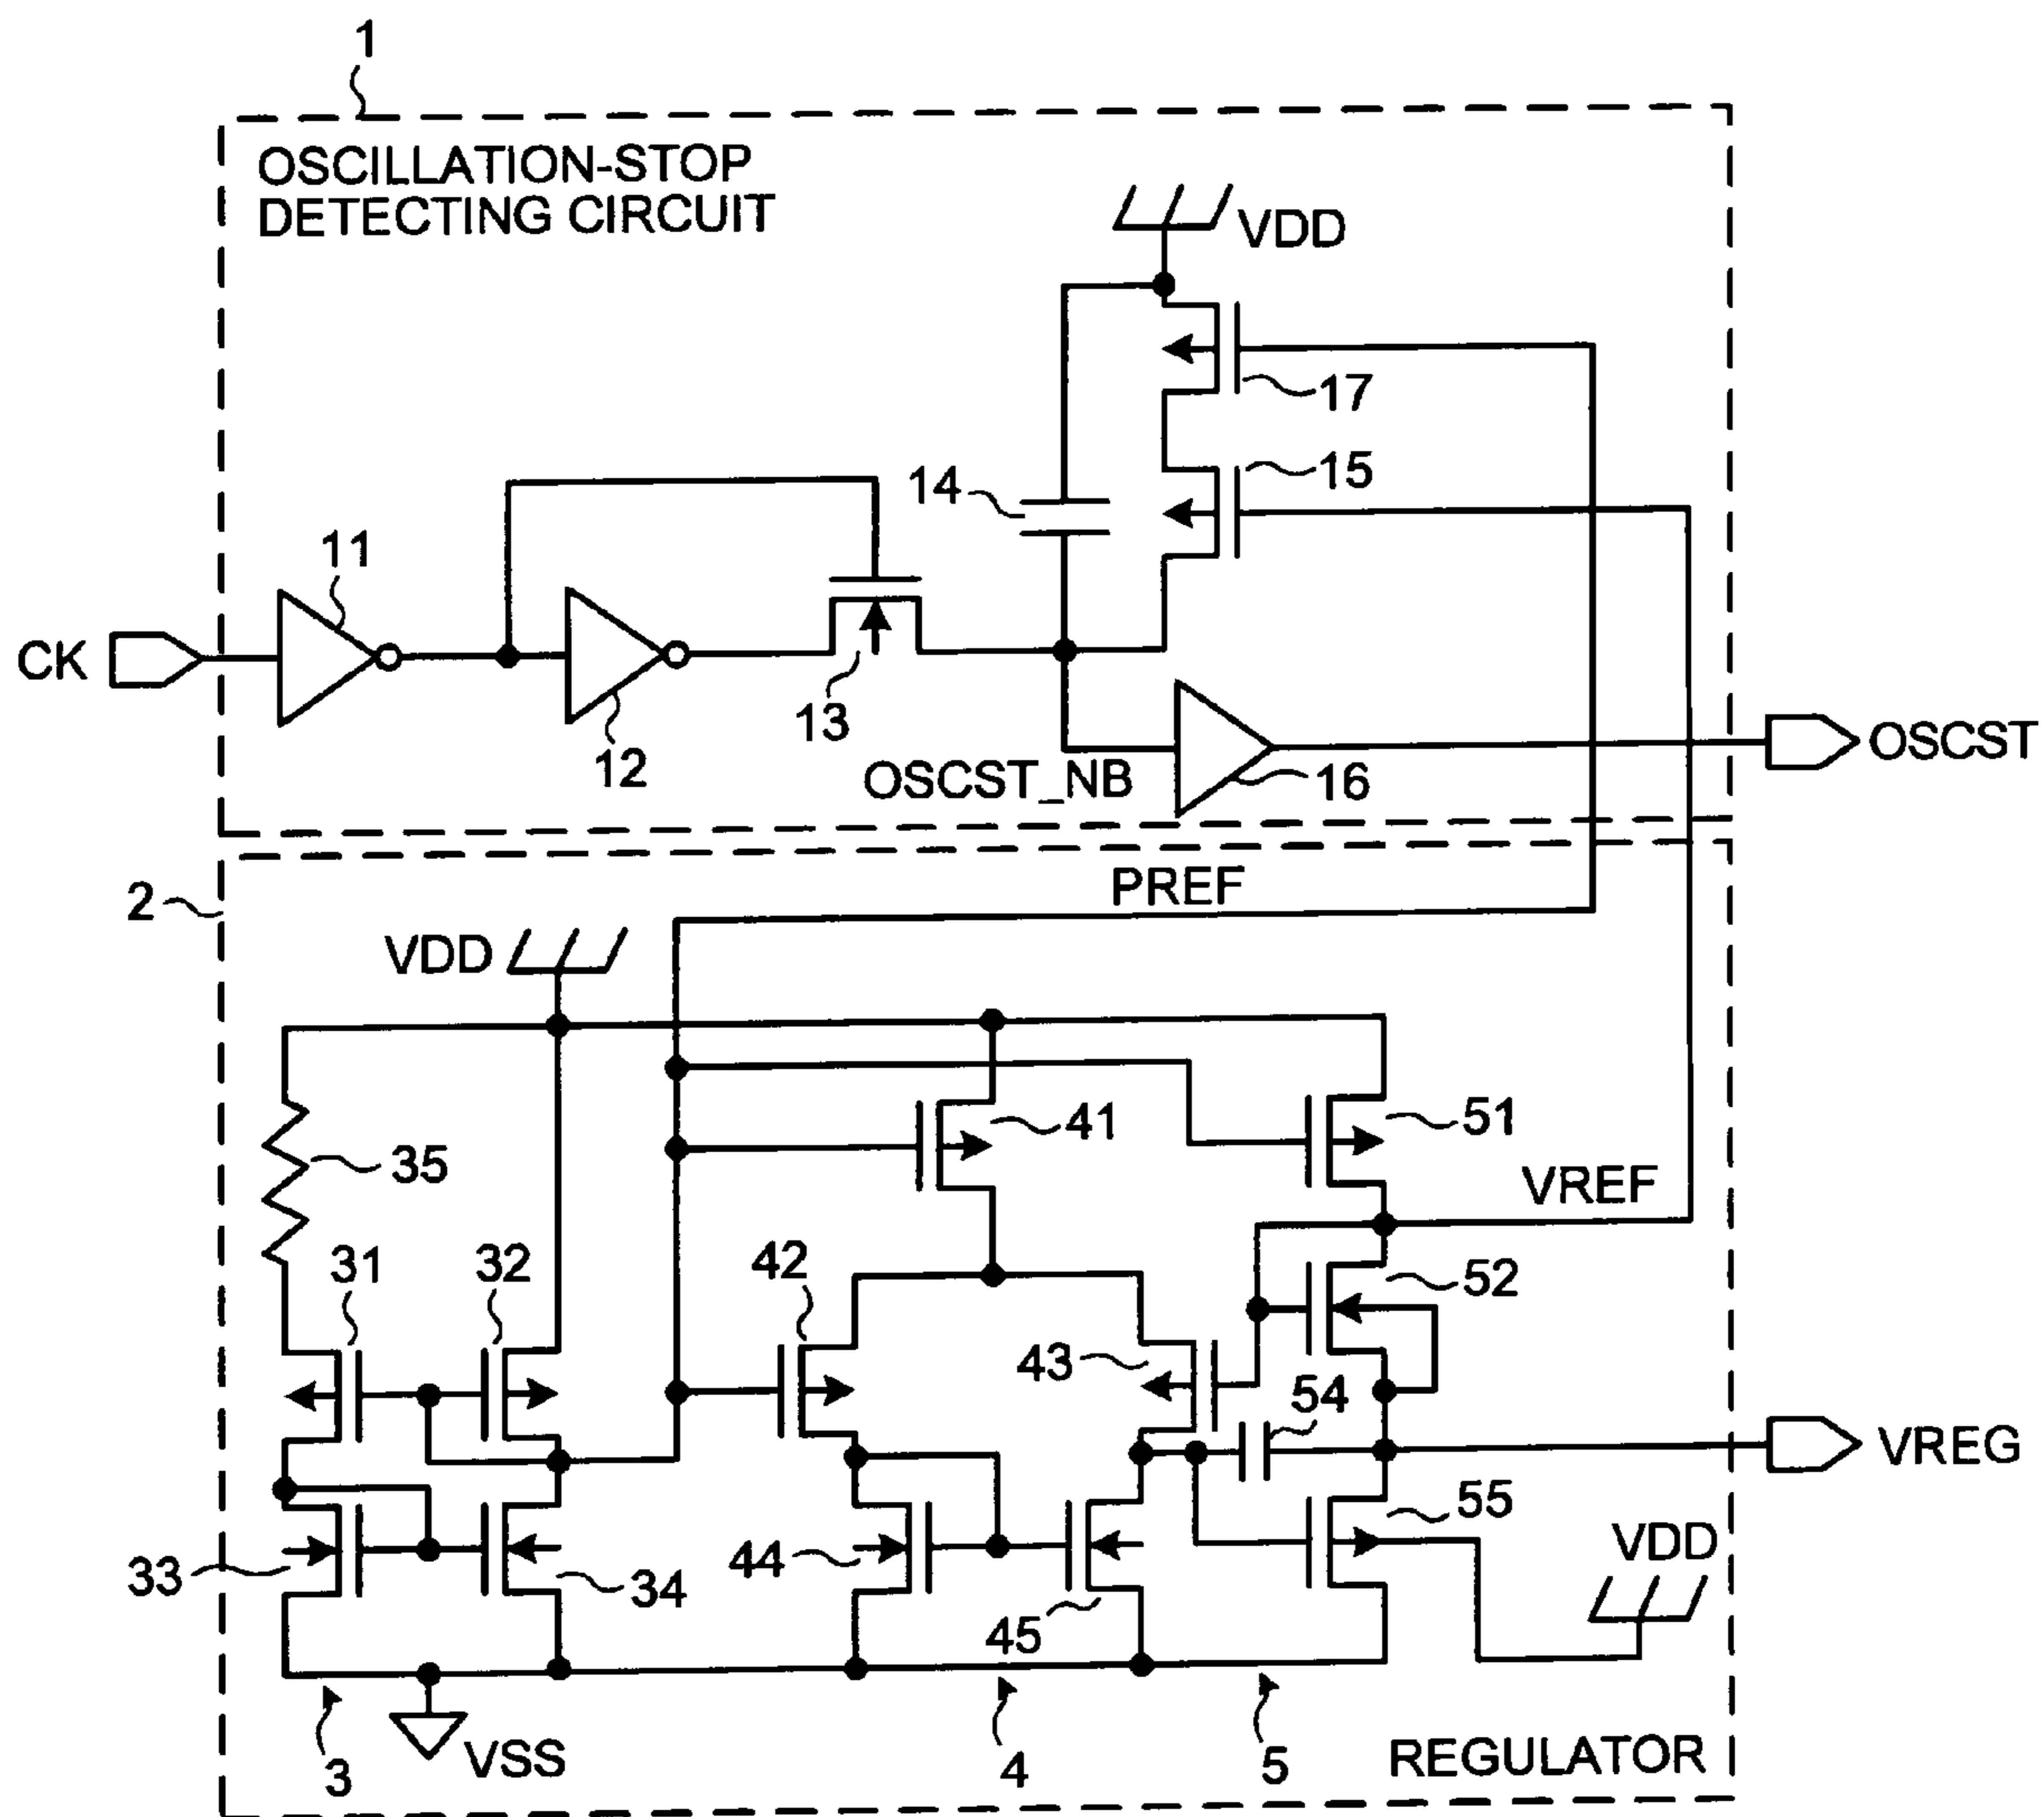 1
OSCILLATION-STOP
DETECTING CIRCUIT
VDD
17
14
15
11
CK
13
12
OSCST
OSCST_NB
16
PREF
2
VDD
41
51
35
VREF
31
32
42
52
43
54
VREG
55
VDD
33
34
44
45
VSS
REGULATOR
3
4
5